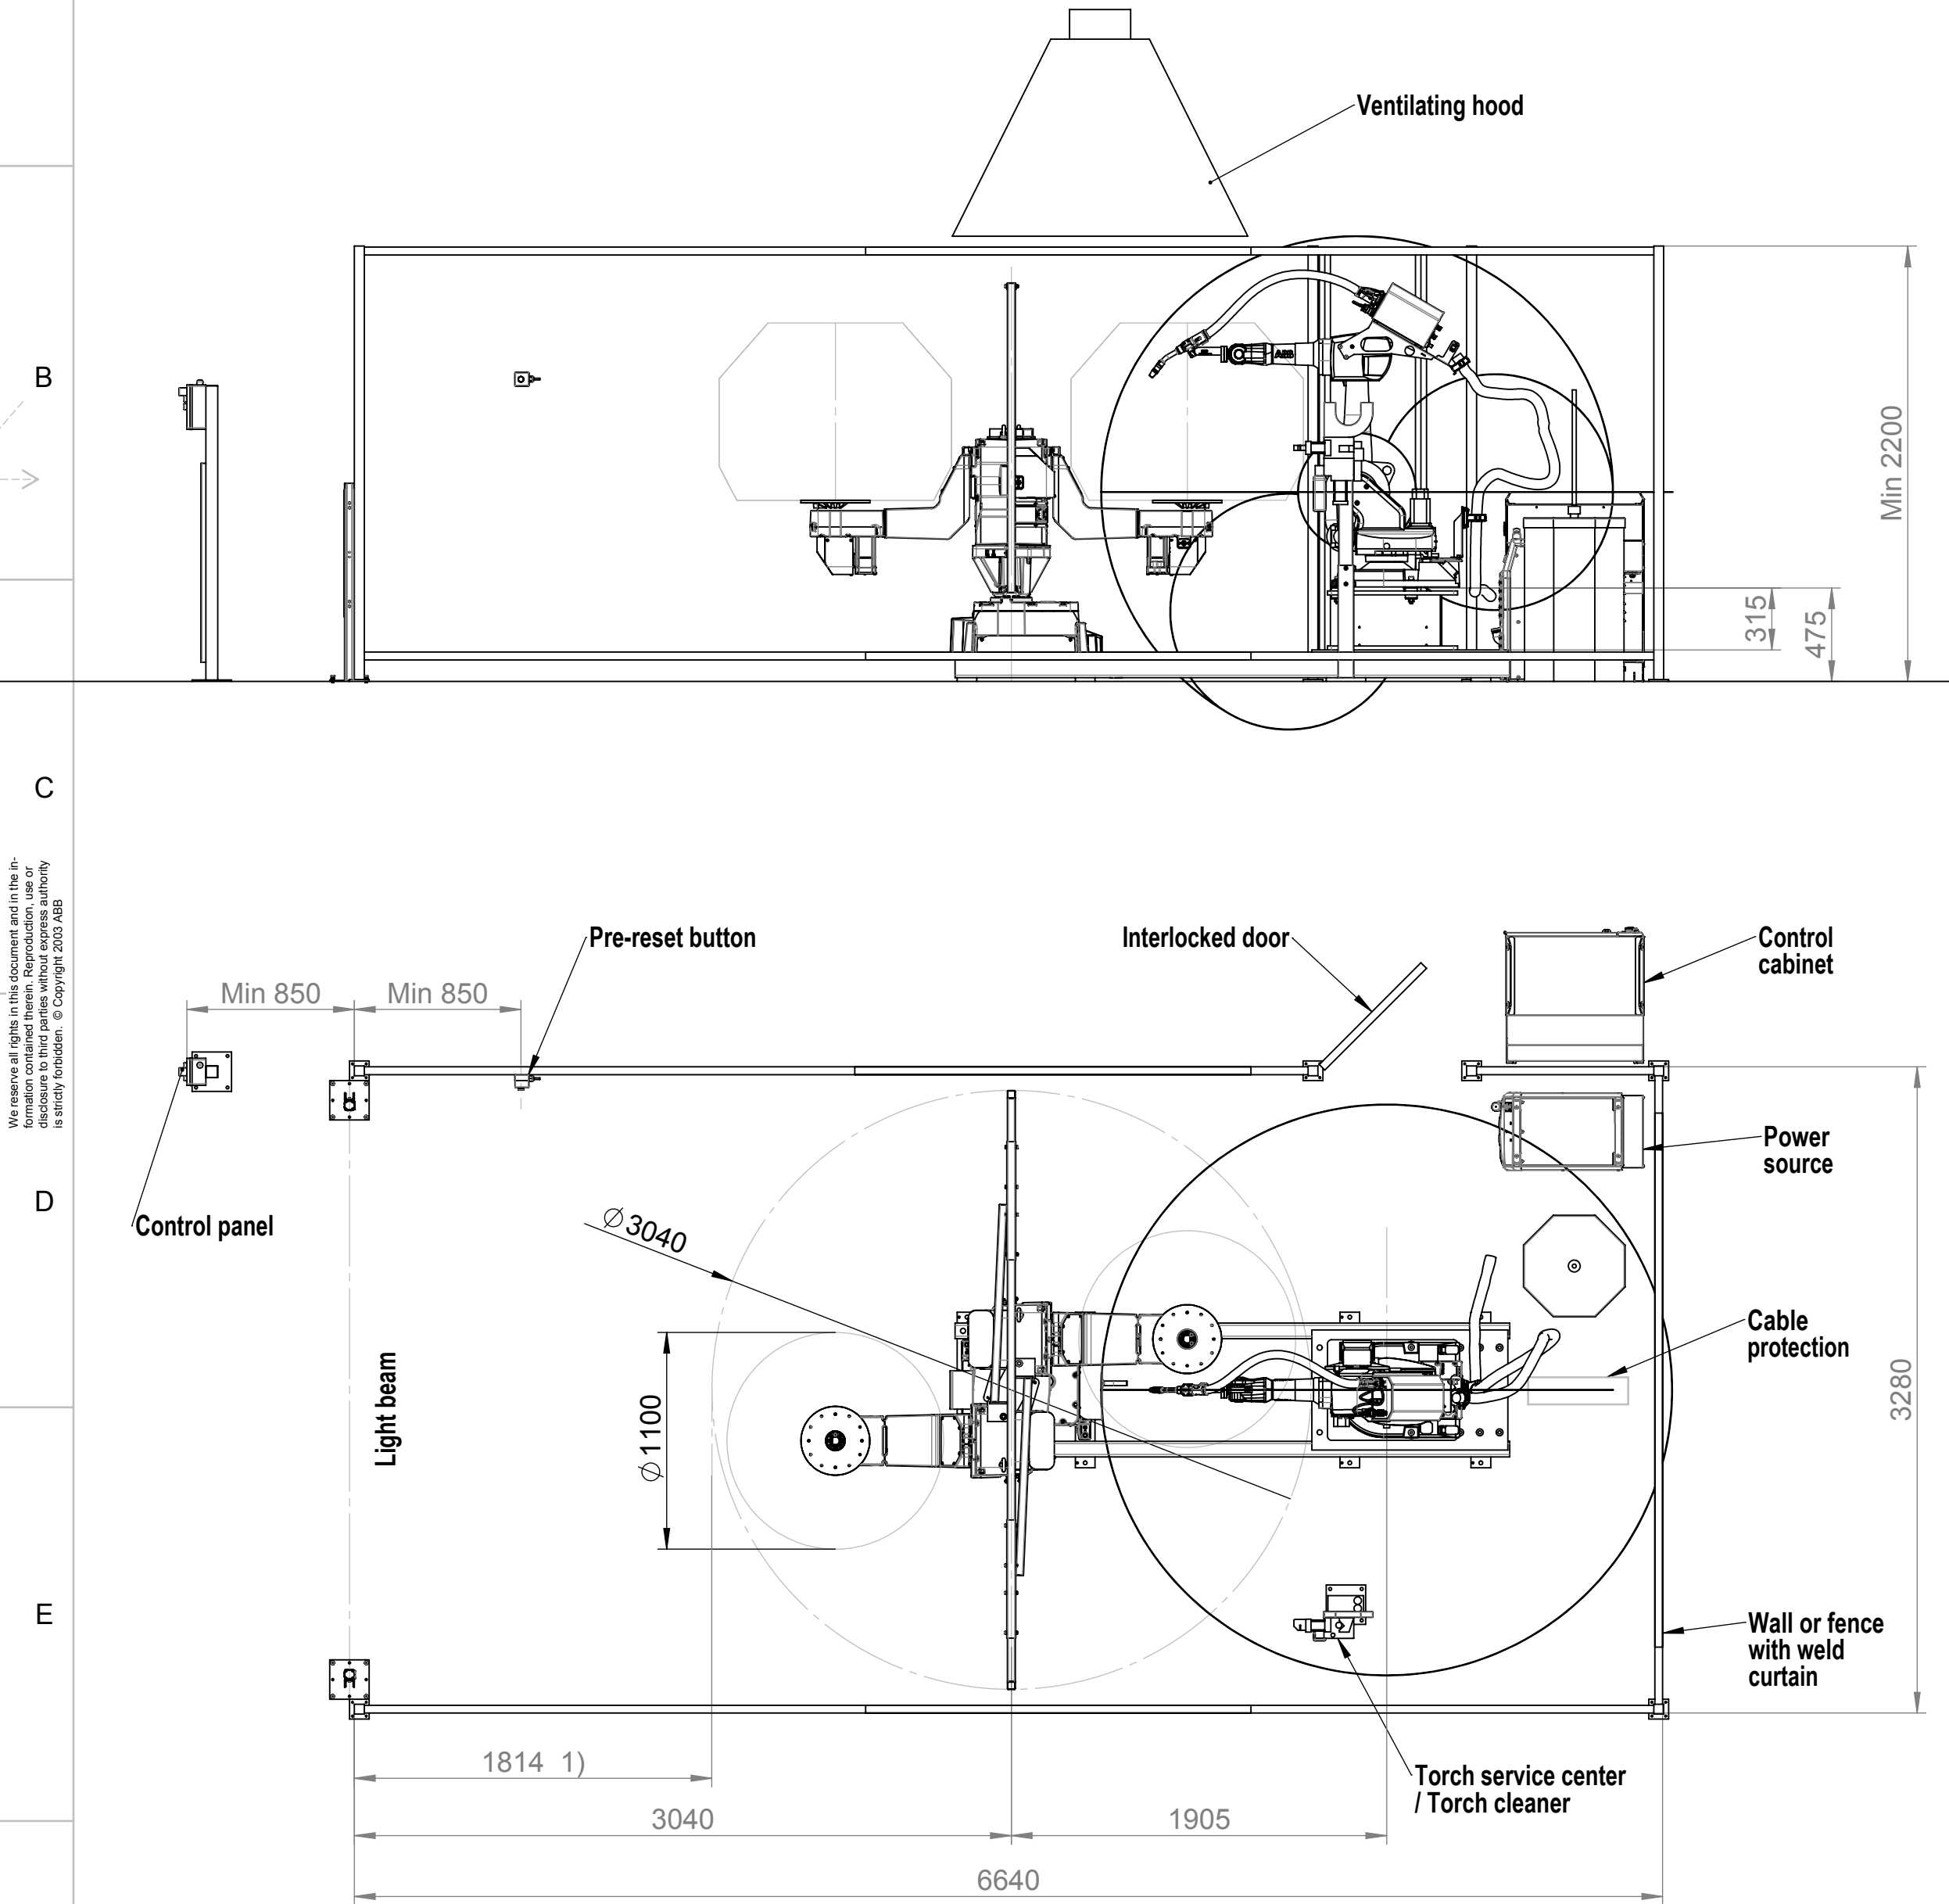 Ventilating hood
B
ABB
Min 2200
315
475
C
We reserve all rights in this document and in the in-
formation contained therein. Reproduction, use or
disclosure to third parties without express authority
is strictly forbidden. © Copyright 2003 ABB
Pre-reset button
Interlocked door
Control
cabinet
Min 850
Min 850
Power
source
D
Control panel
Ø3040
Cable
protection
Light beam
Ø1100
3280
E
Wall or fence
with weld
curtain
1814 1)
Torch service center
/ Torch cleaner
3040
1905
6640